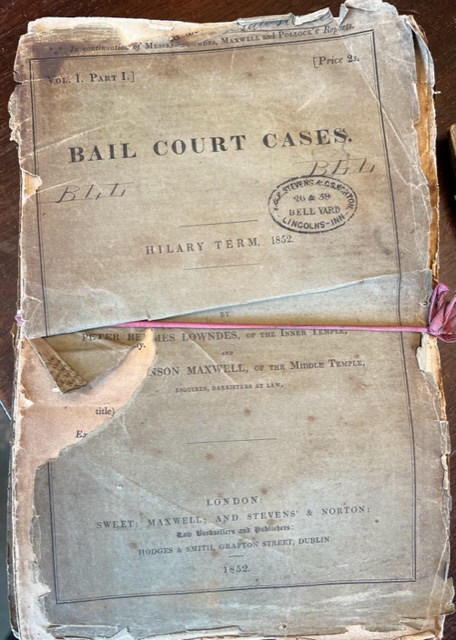 In continuation of Messrs. Lowndes, Maxwell and Pollock's Reports.
Vol. I. Part I.]
[Price 2s.
BAIL COURT CASES.
BLL
BLL
V. & R. STEVENS & G.S. NORTON
26 & 39
BELL YARD
LINCOLNS-INN
HILARY TERM, 1852.
BY
LOWNDES, of the Inner Temple,
y.
AND
NSON MAXWELL, of the Middle Temple,
ESQUIRES, BARRISTERS AT LAW.
title)
Ex
LONDON:
SWEET; MAXWELL; AND STEVENS & NORTON:
Law Booksellers and Publishers:
HODGES & SMITH, GRAFTON STREET, DUBLIN
1852.